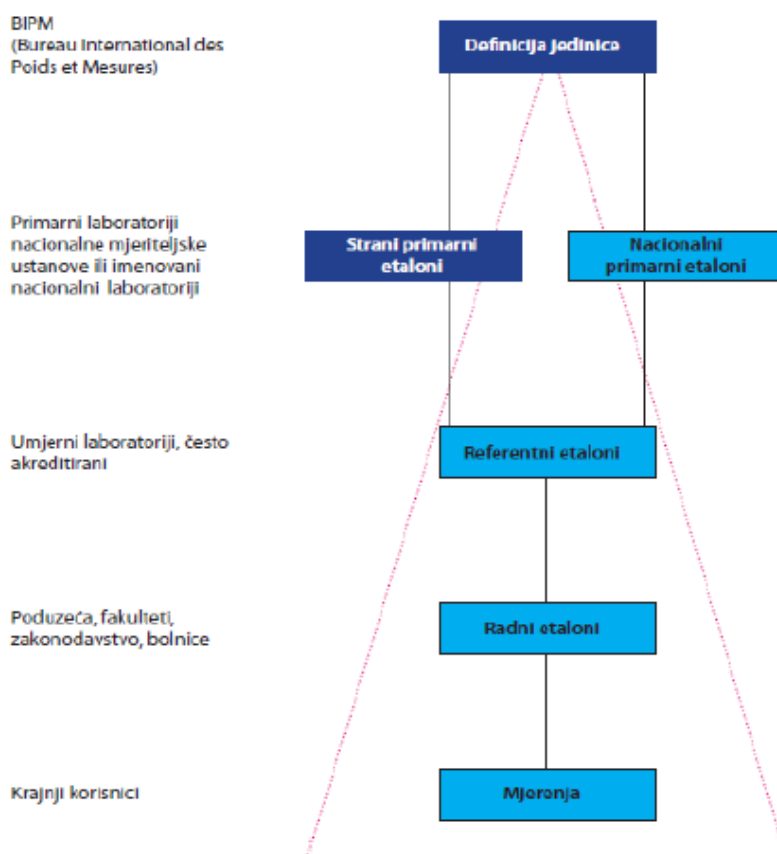 BIPM
(Bureau International des
Poids et Mesures)
Definicija jedinice
Primarni laboratoriji
nacionalne mjeriteljske
ustanove ili imenovani
nacionalni laboratoriji
Strani primarni
etaloni
Nacionalni
primarni etaloni
Umjerni laboratoriji, često
akreditirani
Referentni etaloni
Poduzeća, fakulteti,
zakonodavstvo, bolnice
Radni etaloni
Krajnji korisnici
Mjerenja